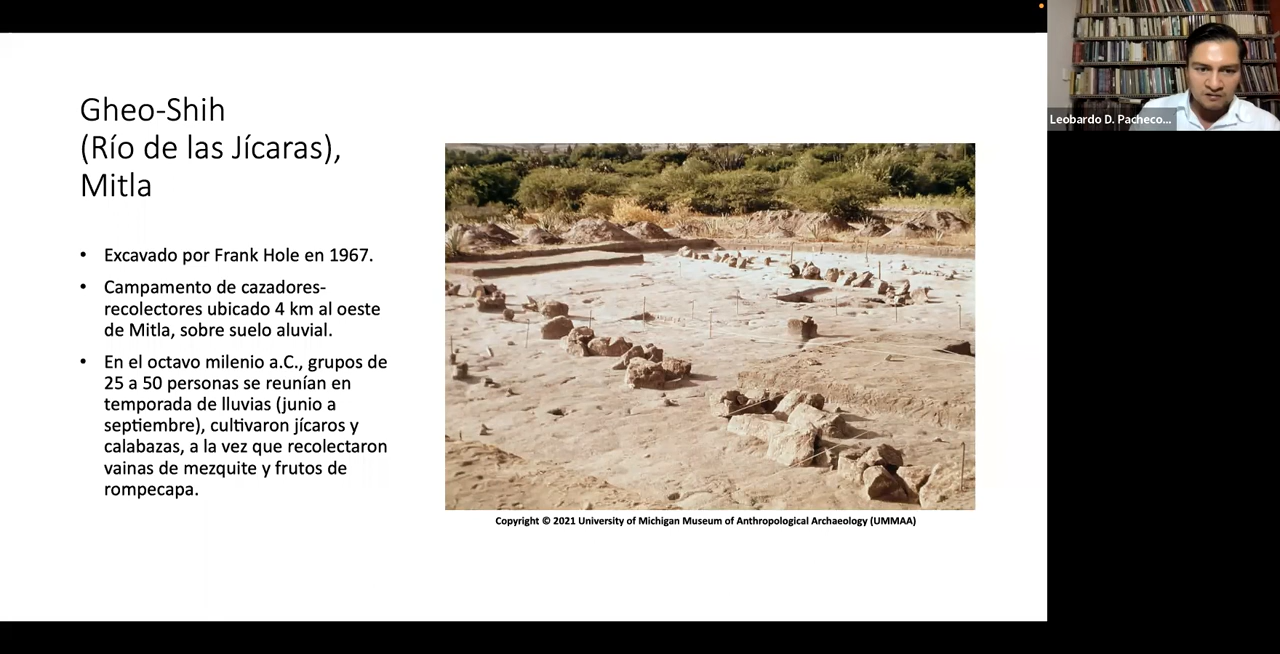 Gheo-Shih
(Río de las Jícaras),
Mitla
• Excavado por Frank Hole en 1967.
• Campamento de cazadores-
recolectores ubicado 4 km al oeste
de Mitla, sobre suelo aluvial.
• En el octavo milenio a.C., grupos de
25 a 50 personas se reunían en
temporada de lluvias (junio a
septiembre), cultivaron jícaros y
calabazas, a la vez que recolectaron
vainas de mezquite y frutos de
rompecapa.
Copyright © 2021 University of Michigan Museum of Anthropological Archaeology (UMMAA)
Leobardo D. Pacheco...